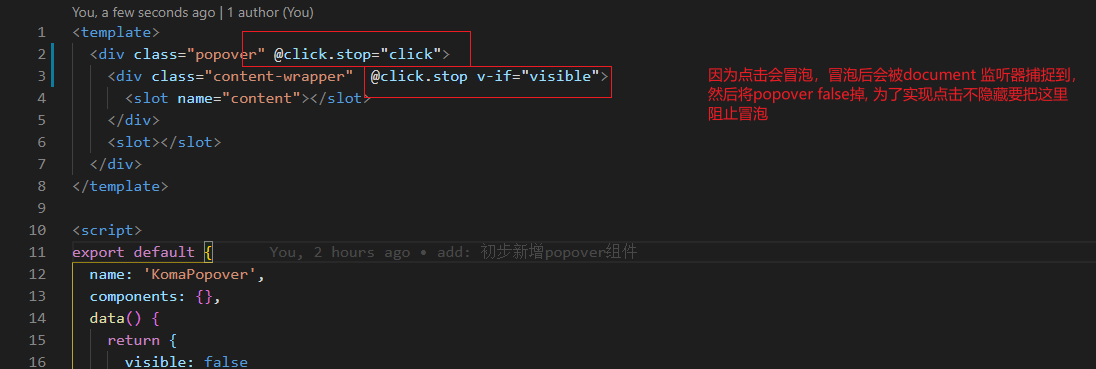 You, a few seconds ago | 1 author (You)
1 <template>
2 <div class="popover" @click.stop="click">
3 <div class="content-wrapper" @click.stop v-if="visible">
4 <slot name="content"></slot>
5 </div>
6 <slot></slot>
7 </div>
8 </template>
9
10 <script>
11 export default { You, 2 hours ago • add: 初步新增popover组件
12 name: 'KomaPopover',
13 components: {},
14 data() {
15 return {
16 visible: false
因为点击会冒泡，冒泡后会被document 监听器捕捉到，
然后将popover false掉, 为了实现点击不隐藏要把这里
阻止冒泡